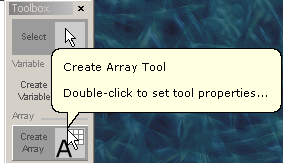 Toolbox
Select
Variable
Create
Variable
Array
Create
Array
A
Create Array Tool
Double-click to set tool properties...